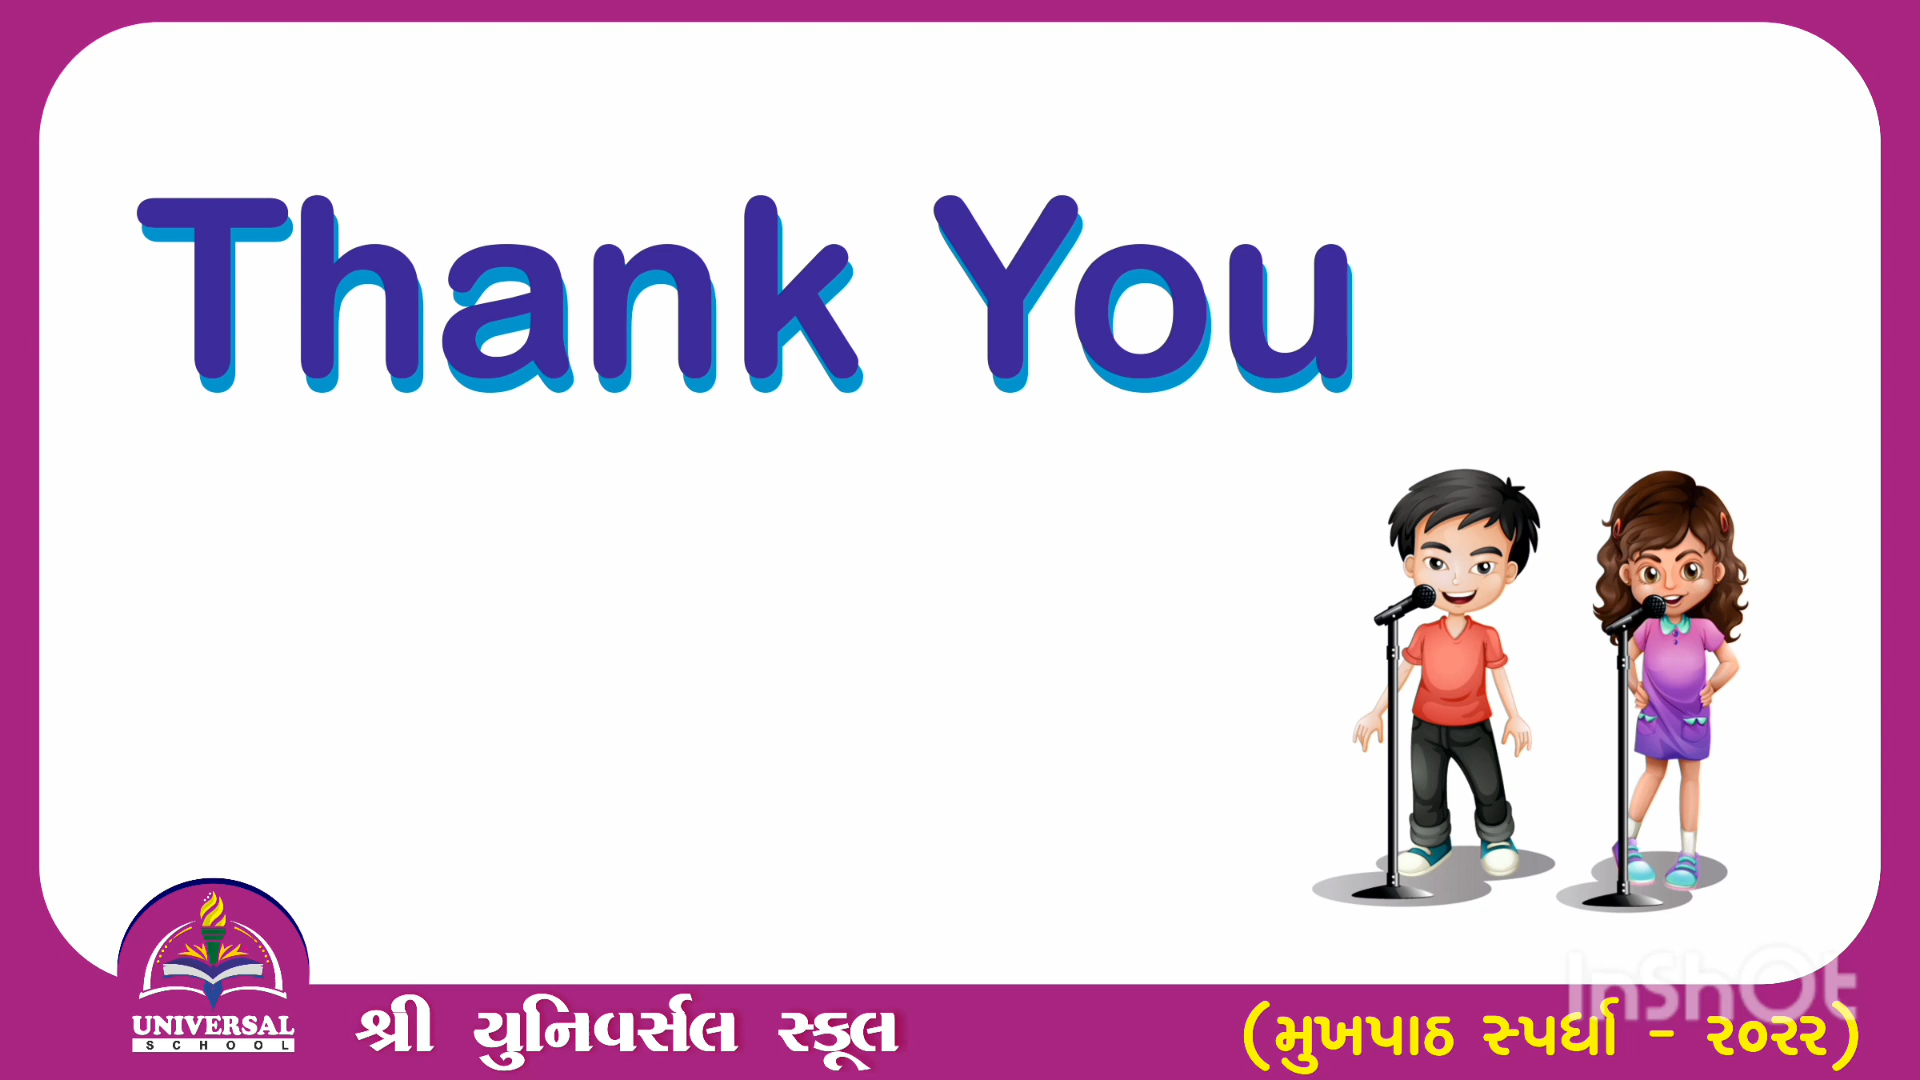 Thank You
InShOt
UNIVERSAL
SCHOOL
શ્રી યુનિવર્સલ સ્કૂલ
(મુખપાઠ સ્પર્ધા - ૨૦૨૨)